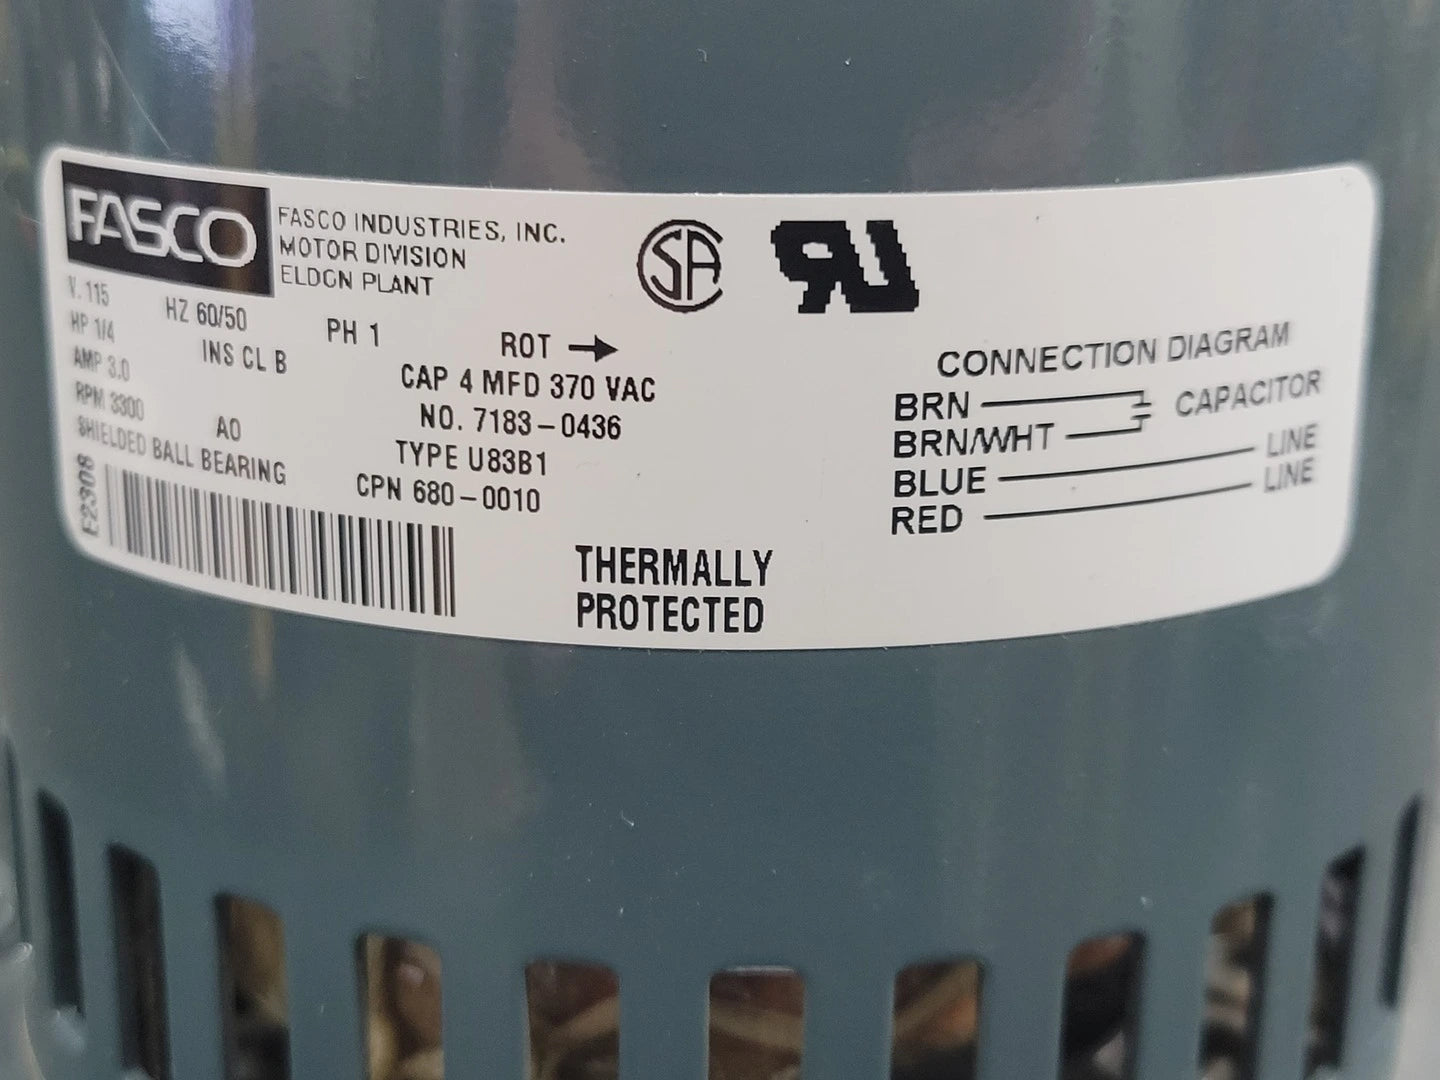 FASCO
FASCO INDUSTRIES, INC.
MOTOR DIVISION
ELDON PLANT
V. 115
HZ 60/50
PH 1
ROT →
HP 1/4
INS CL B
CAP 4 MFD 370 VAC
AMP 3.0
NO. 7183-0436
RPM 3300
AO
TYPE U83B1
SHIELDED BALL BEARING
CPN 680-0010
E2308
THERMALLY
PROTECTED
SA
RU
CONNECTION DIAGRAM
BRN
CAPACITOR
BRN/WHT
BLUE LINE
RED LINE